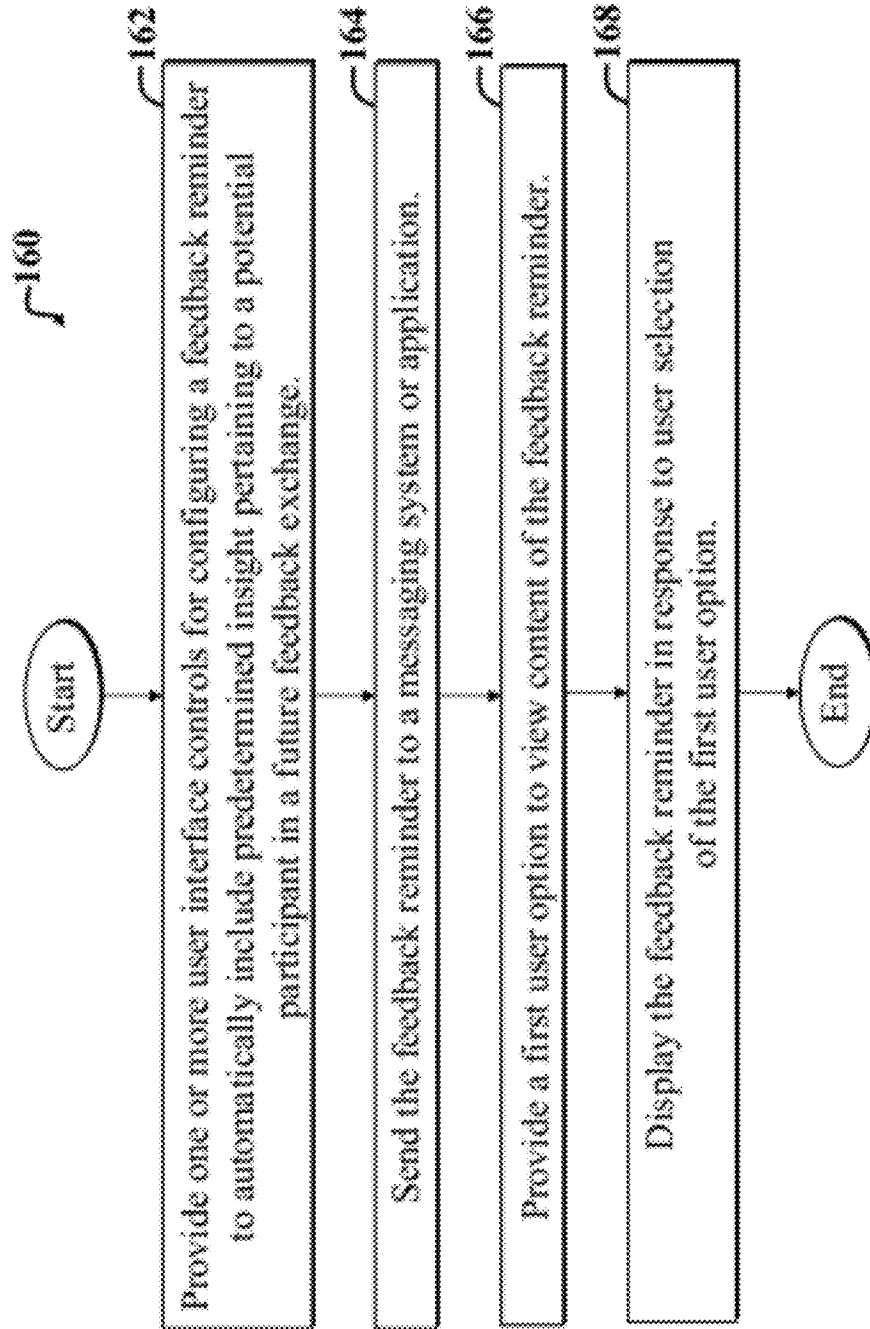 160
Start
162
Provide one or more user interface controls for configuring a feedback reminder
to automatically include predetermined insight pertaining to a potential
participant in a future feedback exchange.
164
Send the feedback reminder to a messaging system or application.
166
Provide a first user option to view content of the feedback reminder.
168
Display the feedback reminder in response to user selection
of the first user option.
End